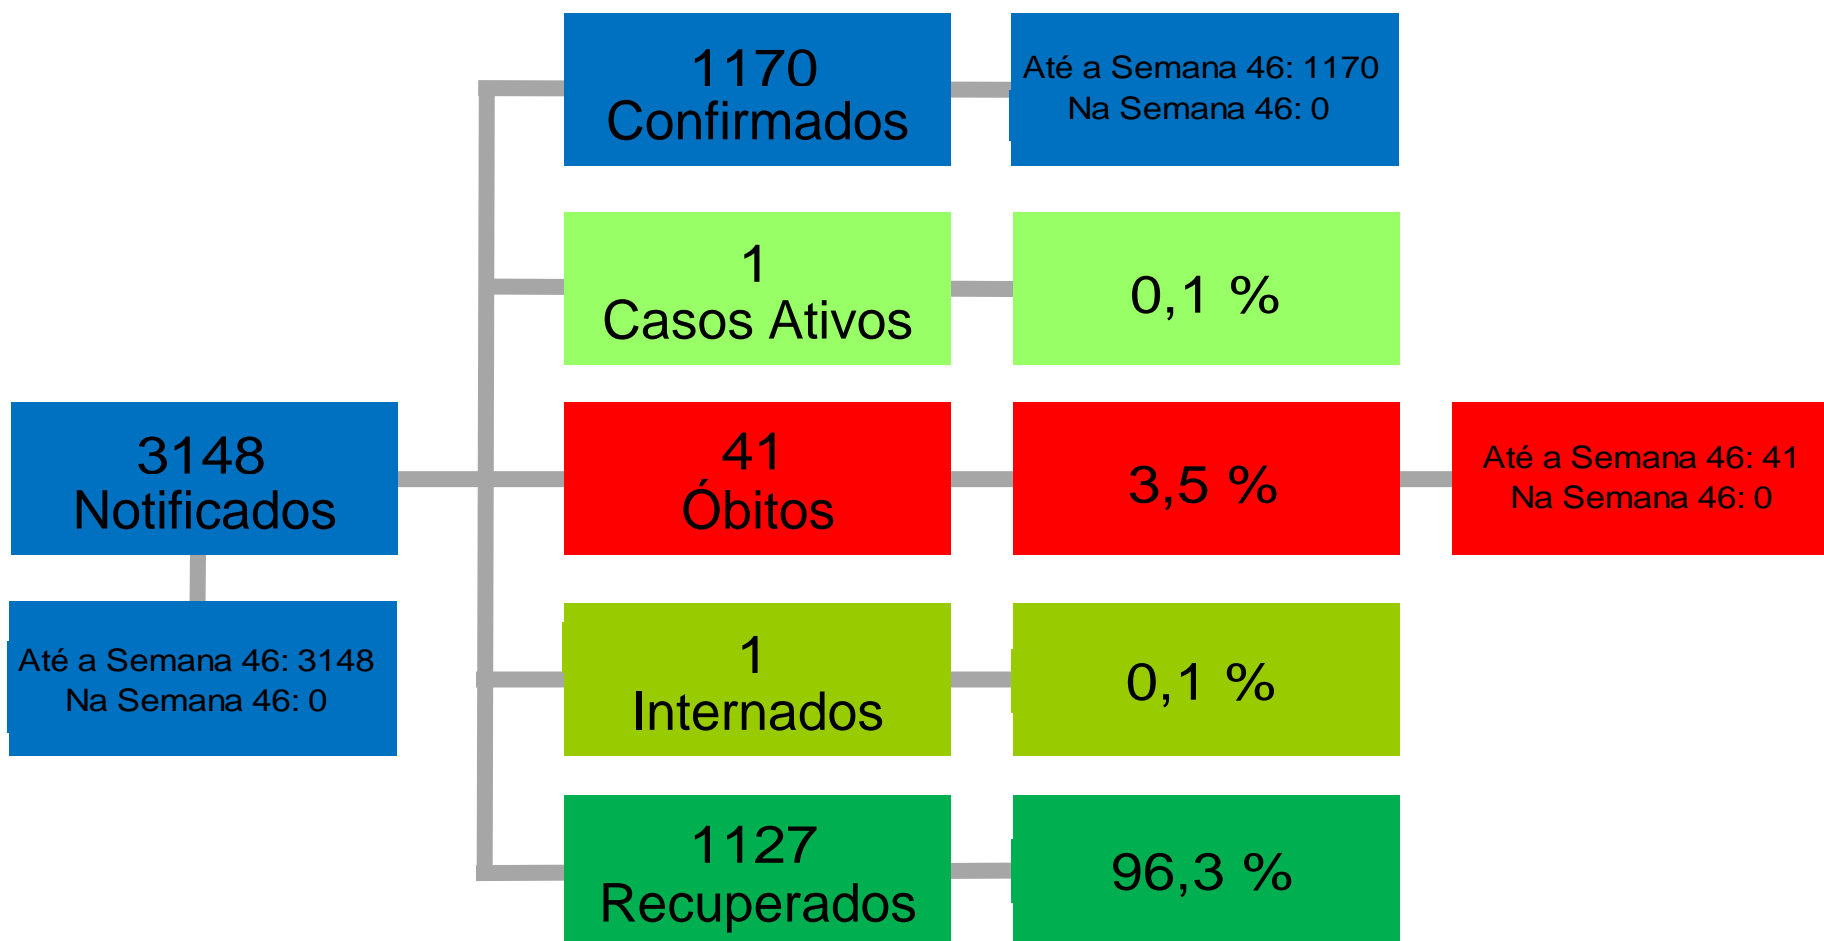 1170
Confirmados
Até a Semana 46: 1170
Na Semana 46: 0
1
Casos Ativos
0,1 %
3148
Notificados
Até a Semana 46: 3148
Na Semana 46: 0
41
Óbitos
3,5 %
Até a Semana 46: 41
Na Semana 46: 0
1
Internados
0,1 %
1127
Recuperados
96,3 %